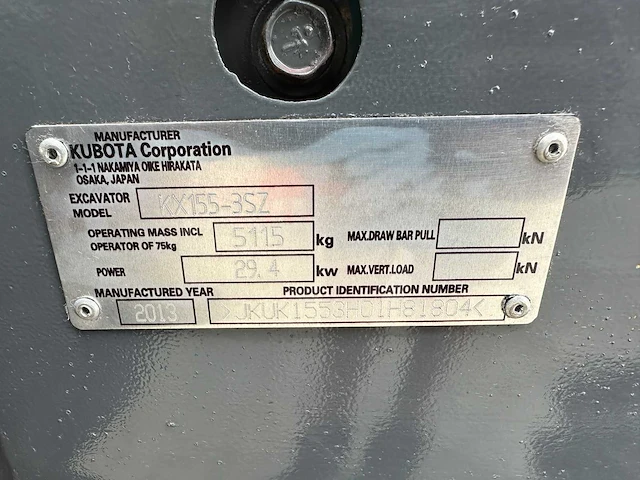 MANUFACTURER
KUBOTA Corporation
1-1-1 NAKAMIYA OIKE HIRAKATA
OSAKA, JAPAN
EXCAVATOR MODEL KX155-3SZ
OPERATING MASS INCL OPERATOR OF 75kg 5115 kg MAX.DRAW BAR PULL kN
POWER 29.4 kw MAX.VERT.LOAD kN
MANUFACTURED YEAR PRODUCT IDENTIFICATION NUMBER
2013